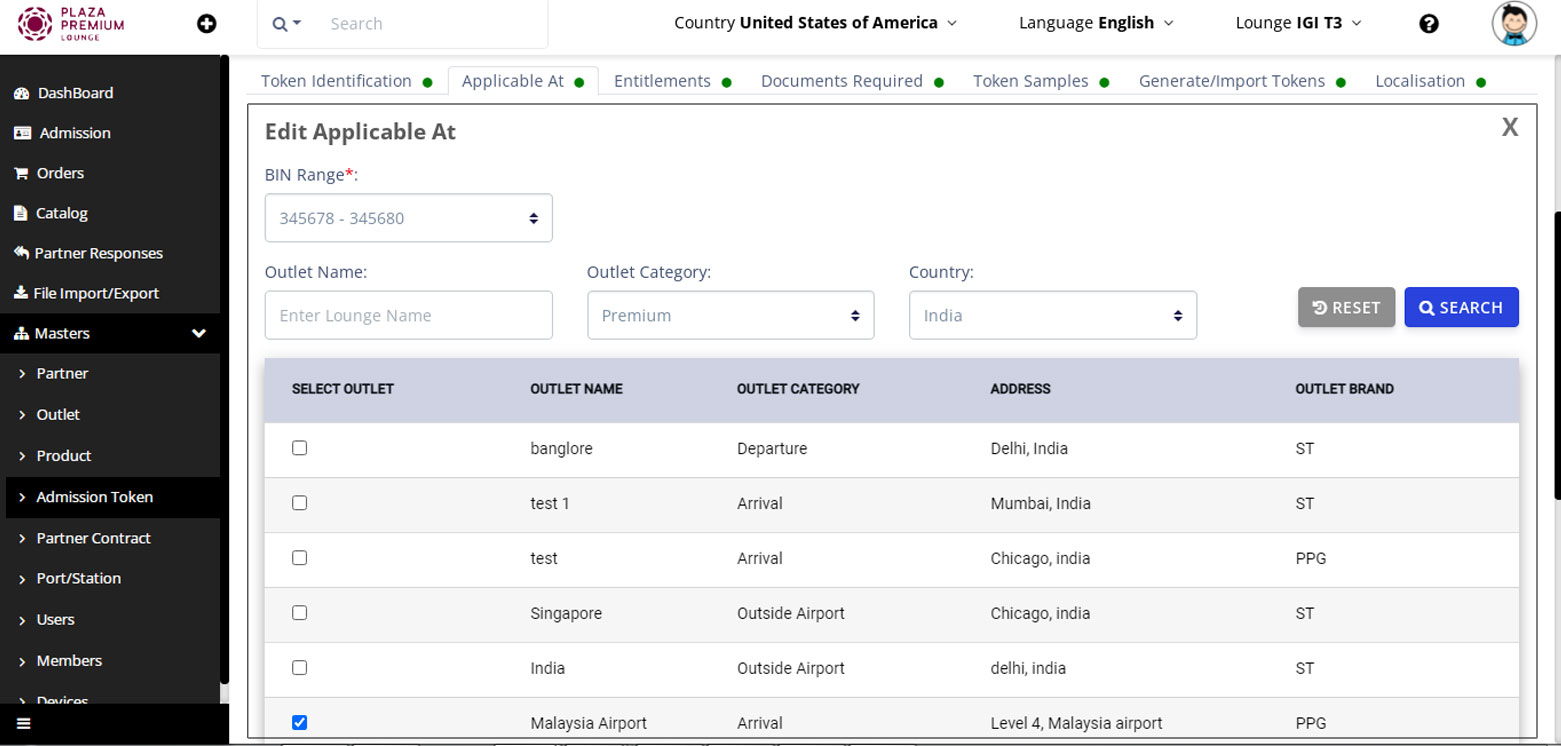 PLAZA
PREMIUM
LOUNGE
Search
Country United States of America
Language English
Lounge IGI T3
DashBoard
Admission
Orders
Catalog
Partner Responses
File Import/Export
Masters
Partner
Outlet
Product
Admission Token
Partner Contract
Port/Station
Users
Members
Devices
Token Identification
Applicable At
Entitlements
Documents Required
Token Samples
Generate/Import Tokens
Localisation
Edit Applicable At
X
BIN Range*:
345678 - 345680
Outlet Name:
Outlet Category:
Country:
Enter Lounge Name
Premium
India
RESET
SEARCH
SELECT OUTLET OUTLET NAME OUTLET CATEGORY ADDRESS OUTLET BRAND
banglore Departure Delhi, India ST
test 1 Arrival Mumbai, India ST
test Arrival Chicago, india PPG
Singapore Outside Airport Chicago, india ST
India Outside Airport delhi, india ST
Malaysia Airport Arrival Level 4, Malaysia airport PPG